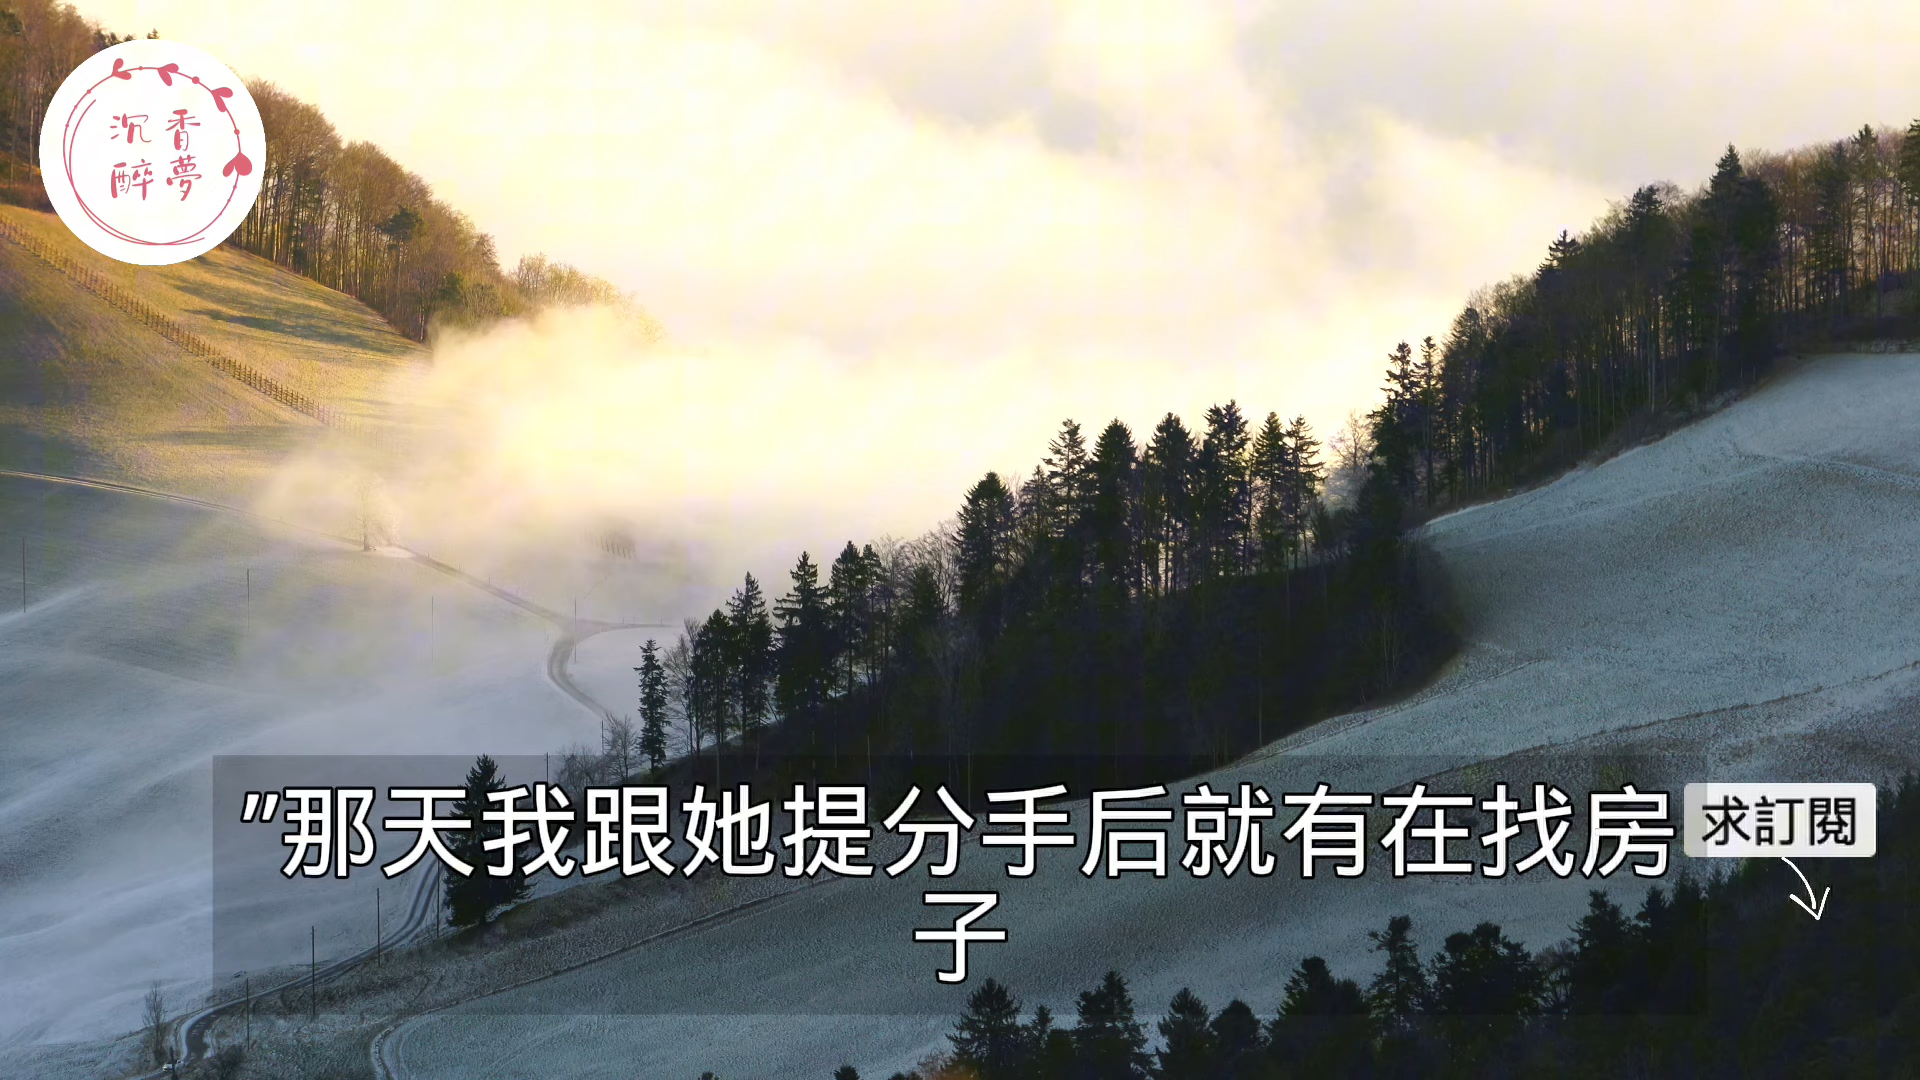 沉香
醉夢
"那天我跟她提分手后就有在找房
子
求訂閱